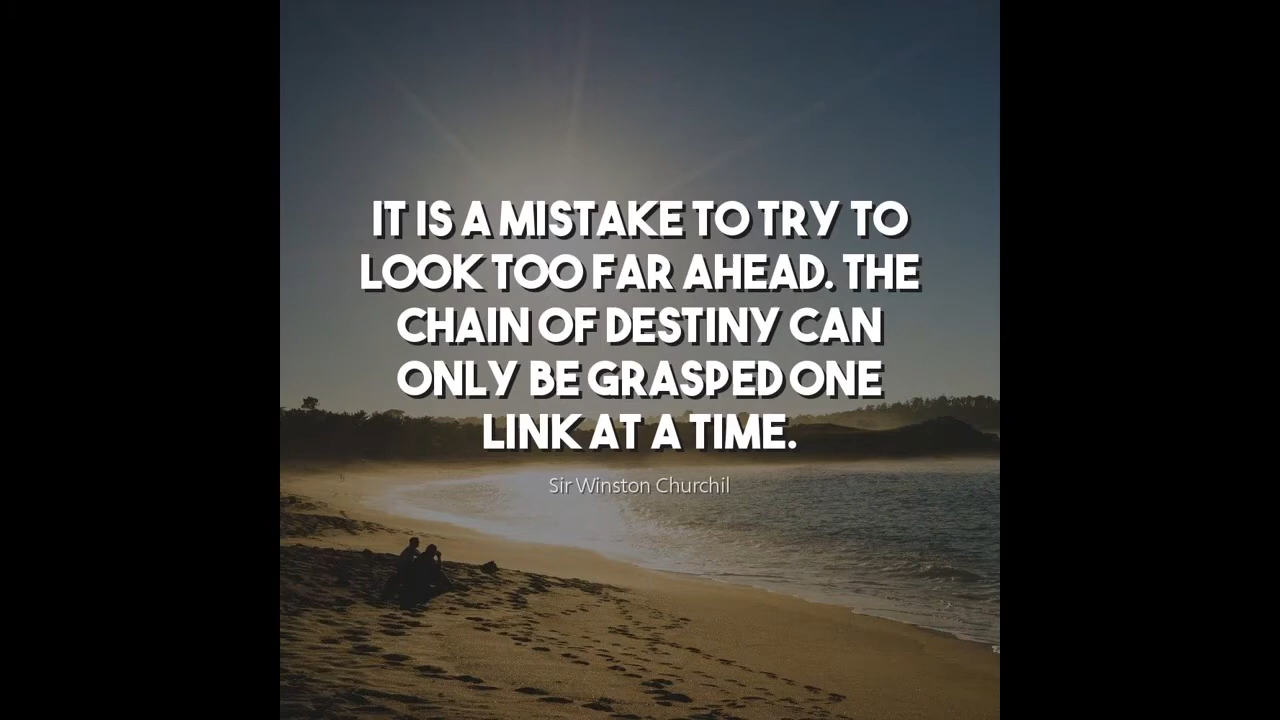 IT IS A MISTAKE TO TRY TO
LOOK TOO FAR AHEAD. THE
CHAIN OF DESTINY CAN
ONLY BE GRASPED ONE
LINK AT A TIME.
Sir Winston Churchil